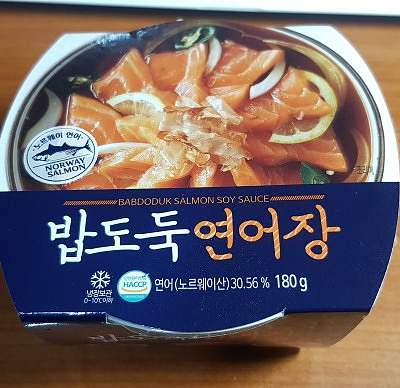 노르웨이 연어
NORWAY
SALMON
BABDODUK SALMON SOY SAUCE
밥도둑 연어장
냉장보관
0~10℃이하
HACCP
연어(노르웨이산)30.56% 180g